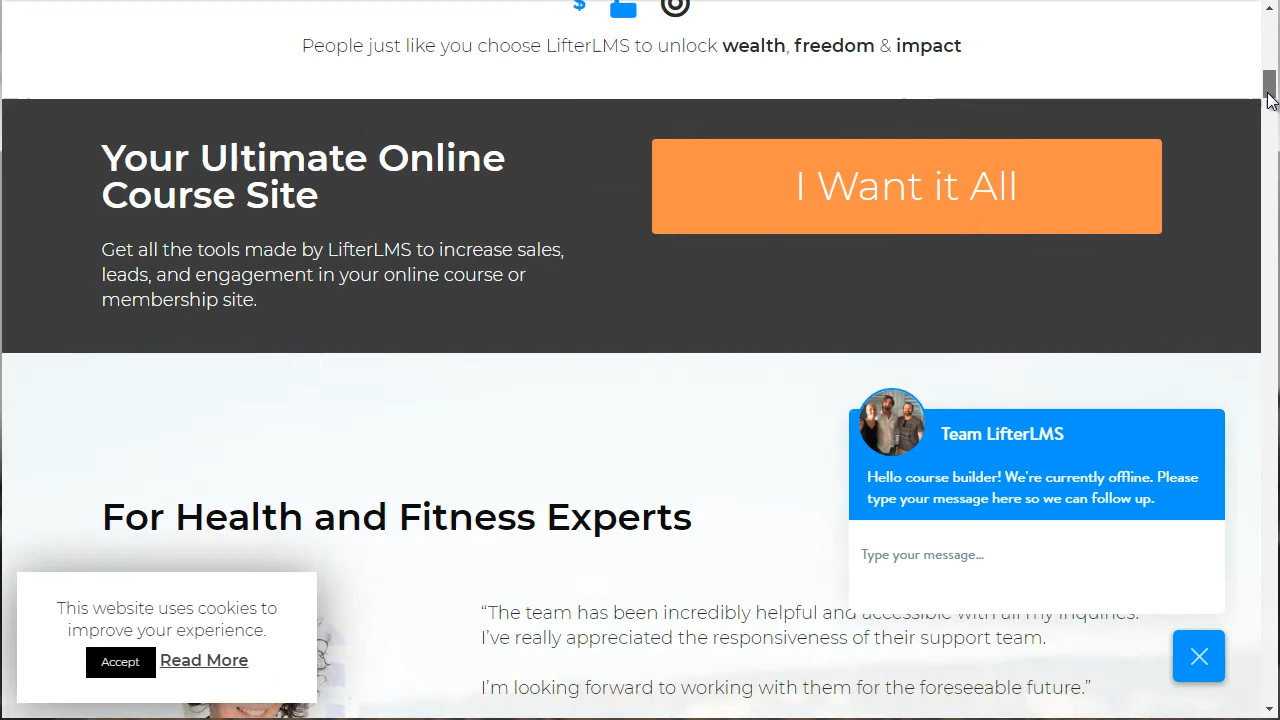 People just like you choose LifterLMS to unlock wealth, freedom & impact
Your Ultimate Online
Course Site
I Want it All
Get all the tools made by LifterLMS to increase sales,
leads, and engagement in your online course or
membership site.
Team LifterLMS
Hello course builder! We're currently offline. Please
type your message here so we can follow up.
Type your message...
For Health and Fitness Experts
“The team has been incredibly helpful and accessible with all my inquiries.
I’ve really appreciated the responsiveness of their support team.
I’m looking forward to working with them for the foreseeable future.”
This website uses cookies to
improve your experience.
Accept Read More